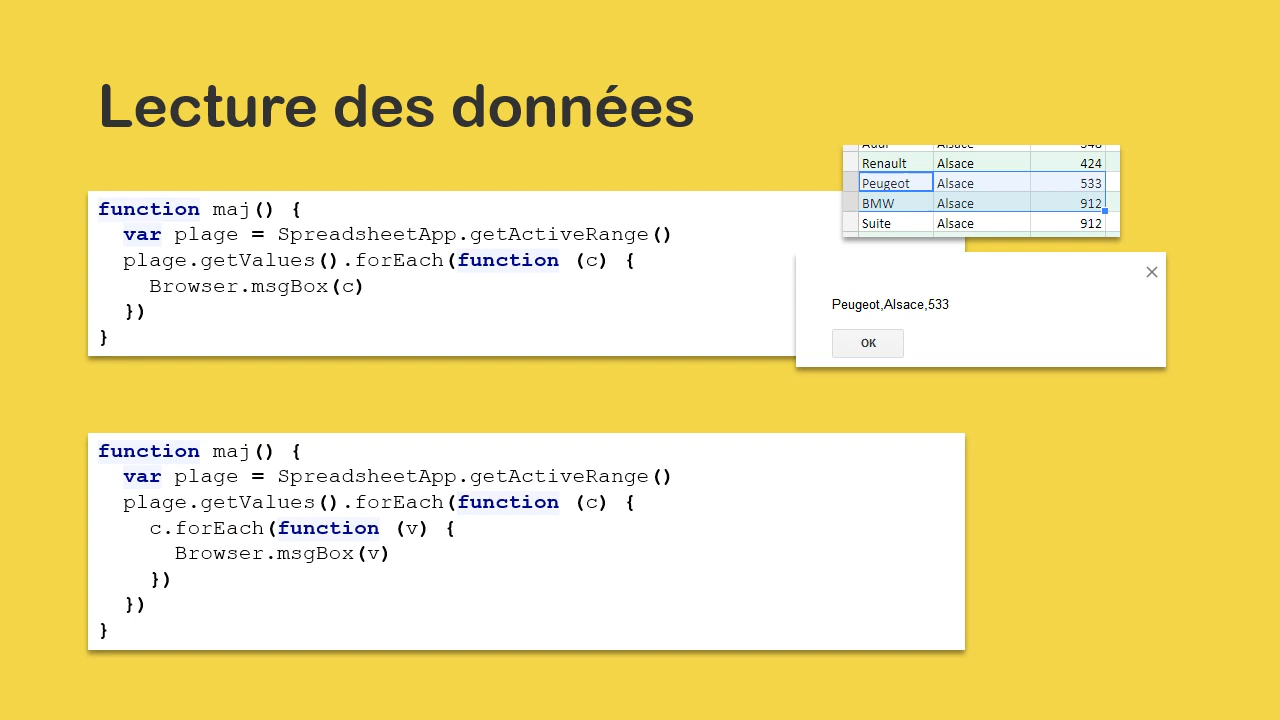 Lecture des données
Renault Alsace 424
Peugeot Alsace 533
BMW Alsace 912
Suite Alsace 912
function maj() {
  var plage = SpreadsheetApp.getActiveRange()
  plage.getValues().forEach(function (c) {
    Browser.msgBox(c)
  })
}
Peugeot,Alsace,533
OK
function maj() {
  var plage = SpreadsheetApp.getActiveRange()
  plage.getValues().forEach(function (c) {
    c.forEach(function (v) {
      Browser.msgBox(v)
    })
  })
}